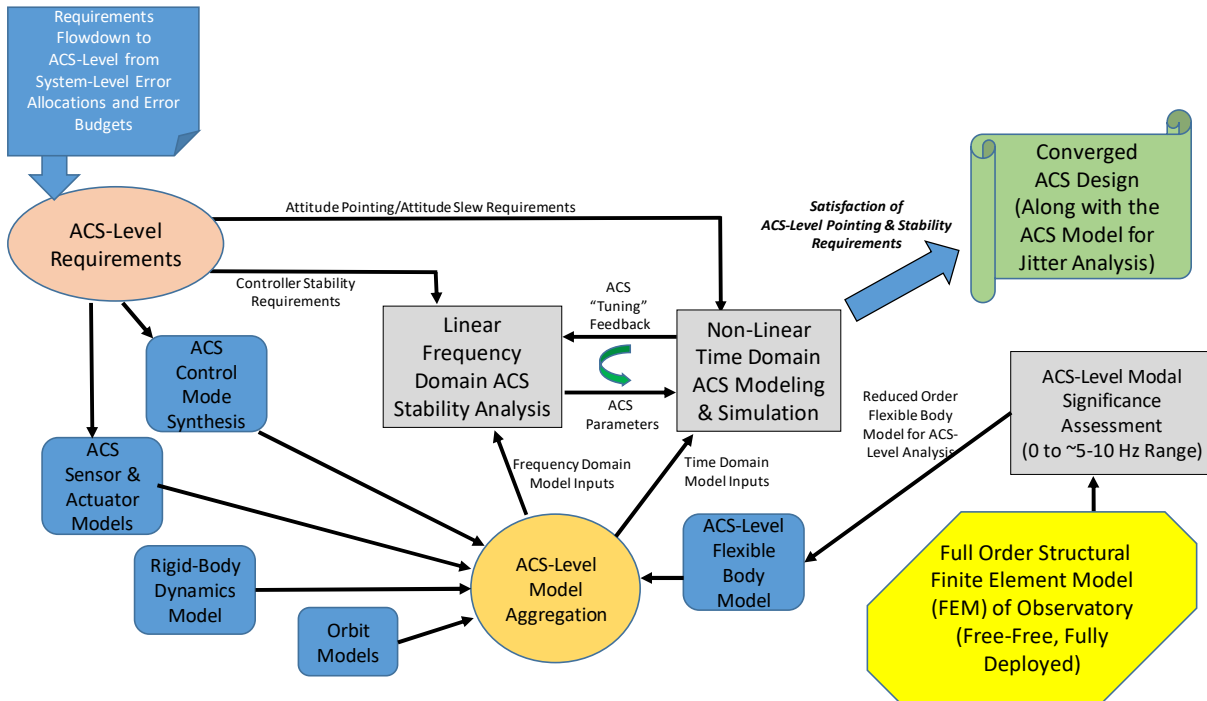 Requirements
Flowdown to
ACS-Level from
System-Level Error
Allocations and Error
Budgets
ACS-Level
Requirements
Attitude Pointing/Attitude Slew Requirements
Controller Stability
Requirements
Satisfaction of
ACS-Level Pointing & Stability
Requirements
Converged
ACS Design
(Along with the
ACS Model for
Jitter Analysis)
ACS
Control
Mode
Synthesis
Linear
Frequency
Domain ACS
Stability Analysis
ACS
“Tuning”
Feedback
ACS
Parameters
Non-Linear
Time Domain
ACS Modeling
& Simulation
Reduced Order
Flexible Body
Model for ACS-
Level Analysis
ACS-Level Modal
Significance
Assessment
(0 to ~5-10 Hz Range)
ACS
Sensor &
Actuator
Models
Frequency Domain
Model Inputs
Time Domain
Model Inputs
Rigid-Body
Dynamics
Model
Orbit
Models
ACS-Level
Model
Aggregation
ACS-Level
Flexible
Body
Model
Full Order Structural
Finite Element Model
(FEM) of Observatory
(Free-Free, Fully
Deployed)